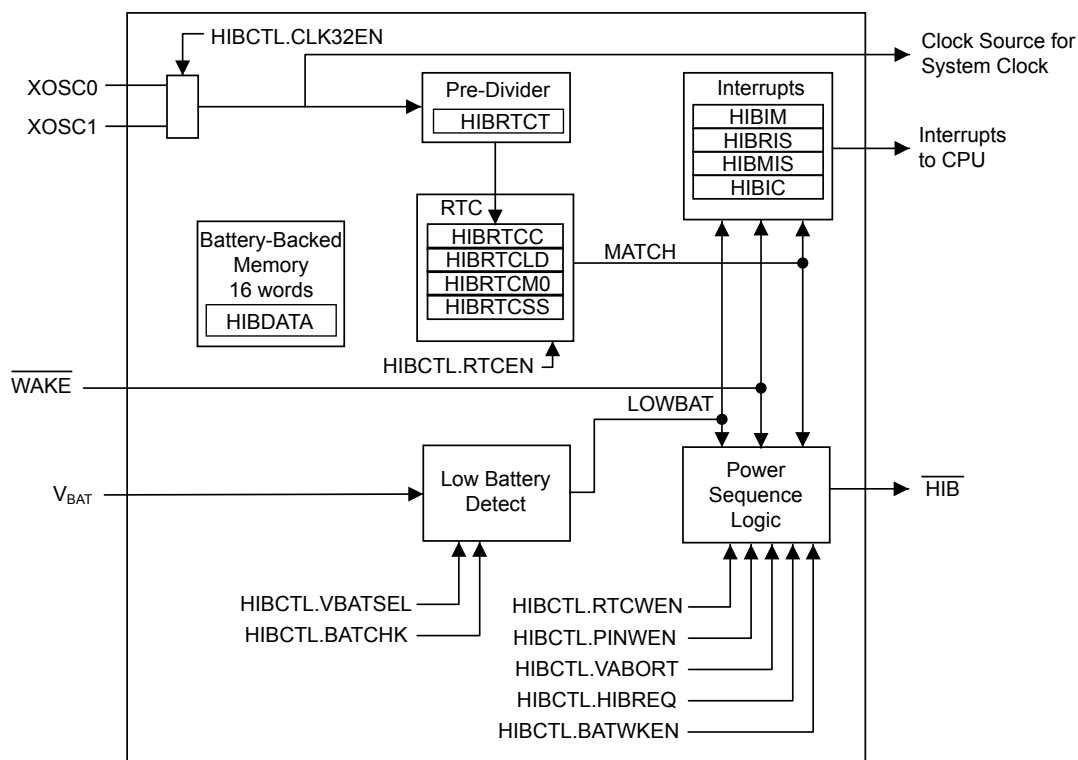 HIBCTL.CLK32EN
XOSC0
XOSC1
Clock Source for
System Clock
Pre-Divider
HIBRTCT
Interrupts
HIBIM
HIBRIS
HIBMIS
HIBIC
Interrupts
to CPU
RTC
HIBRTCC
HIBRTCLD
HIBRTCM0
HIBRTCSS
MATCH
Battery-Backed
Memory
16 words
HIBDATA
HIBCTL.RTCEN
WAKE
LOWBAT
VBAT
Low Battery
Detect
Power
Sequence
Logic
HIB
HIBCTL.VBATSEL
HIBCTL.BATCHK
HIBCTL.RTCWEN
HIBCTL.PINWEN
HIBCTL.VABORT
HIBCTL.HIBREQ
HIBCTL.BATWKEN